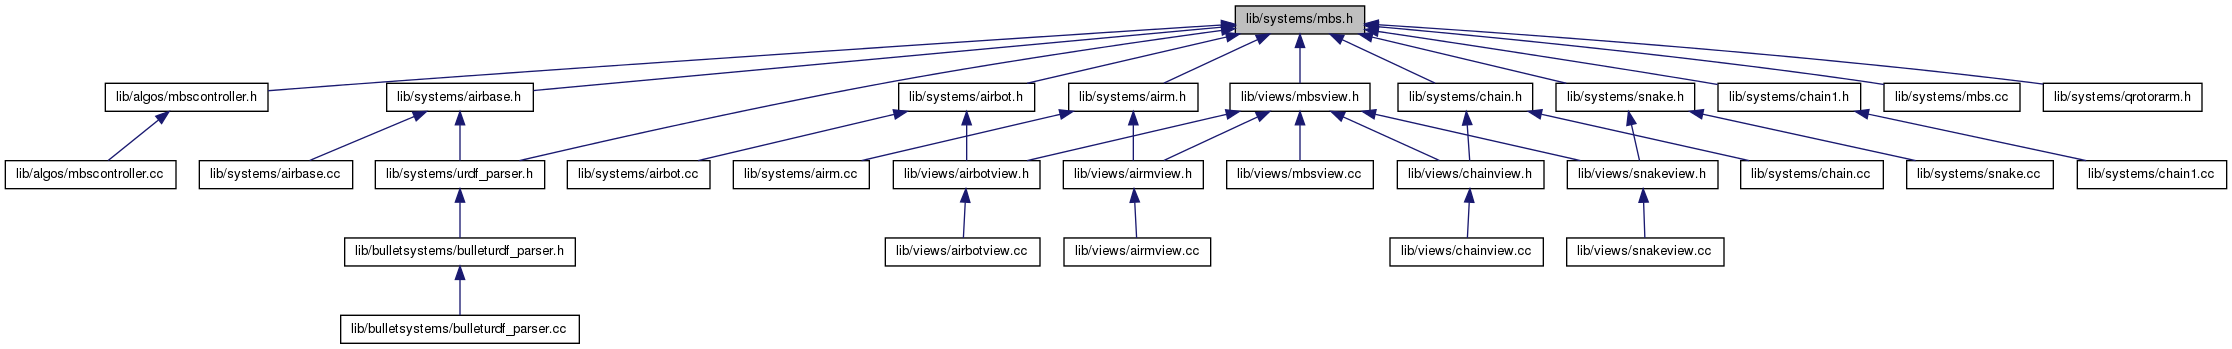 lib/systems/mbs.h
lib/algos/mbscontroller.h
lib/systems/airbase.h
lib/systems/airbot.h
lib/systems/airm.h
lib/views/mbsview.h
lib/systems/chain.h
lib/systems/snake.h
lib/systems/chain1.h
lib/systems/mbs.cc
lib/systems/qrotorarm.h
lib/algos/mbscontroller.cc
lib/systems/airbase.cc
lib/systems/urdf_parser.h
lib/systems/airbot.cc
lib/systems/airm.cc
lib/views/airbotview.h
lib/views/airmview.h
lib/views/mbsview.cc
lib/views/chainview.h
lib/views/snakeview.h
lib/systems/chain.cc
lib/systems/snake.cc
lib/systems/chain1.cc
lib/bulletsystems/bulleturdf_parser.h
lib/views/airbotview.cc
lib/views/airmview.cc
lib/views/chainview.cc
lib/views/snakeview.cc
lib/bulletsystems/bulleturdf_parser.cc